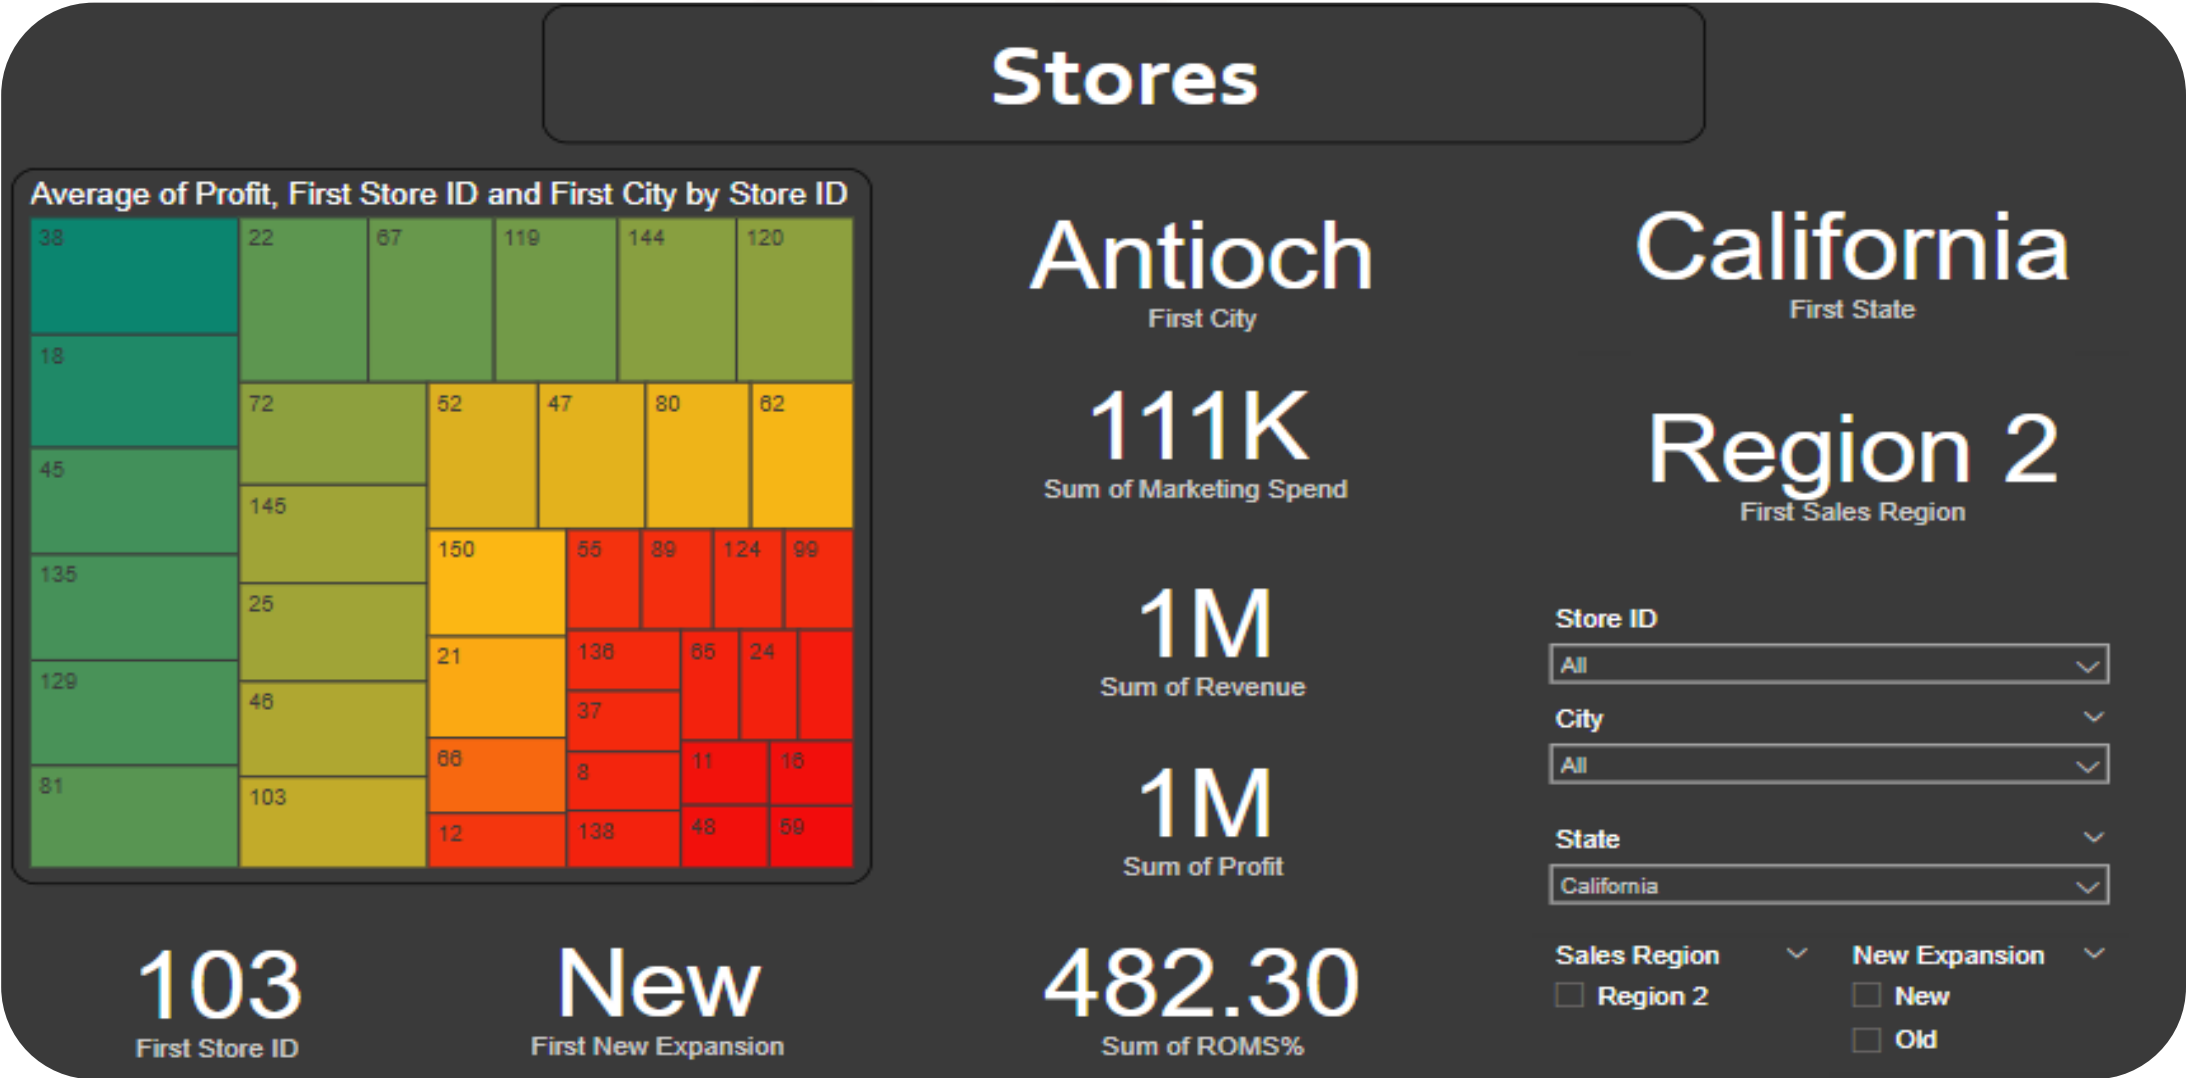 Stores
Average of Profit, First Store ID and First City by Store ID
38
22
67
119
144
120
18
72
52
47
80
62
45
145
150
55
89
124
99
135
25
21
136
65
24
129
46
37
66
11
16
8
81
103
12
138
48
59
Antioch
First City
California
First State
111K
Sum of Marketing Spend
Region 2
First Sales Region
1M
Sum of Revenue
1M
Sum of Profit
Store ID
All
City
All
State
California
103
First Store ID
New
First New Expansion
482.30
Sum of ROMS%
Sales Region
Region 2
New Expansion
New
Old